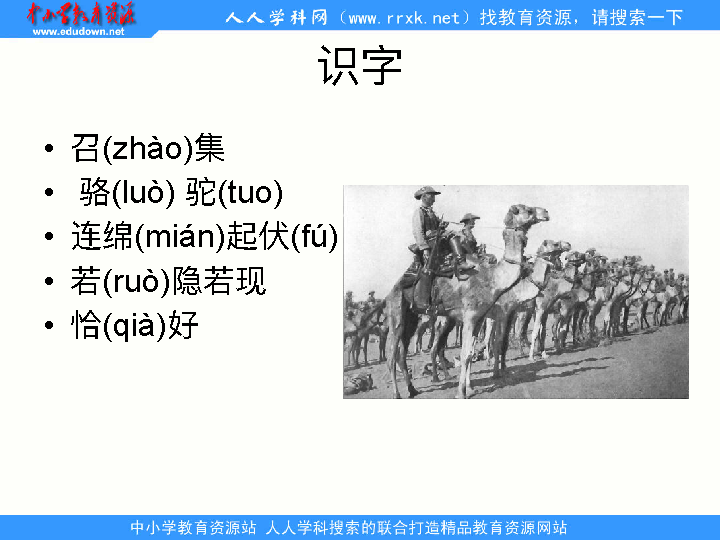 中小学教育资源
www.edudown.net
人人学科网（www.rrxk.net）找教育资源，请搜索一下
识字
• 召(zhào)集
• 骆(luò) 驼(tuo)
• 连绵(mián)起伏(fú)
• 若(ruò)隐若现
• 恰(qià)好
中小学教育资源站 人人学科搜索的联合打造精品教育资源网站